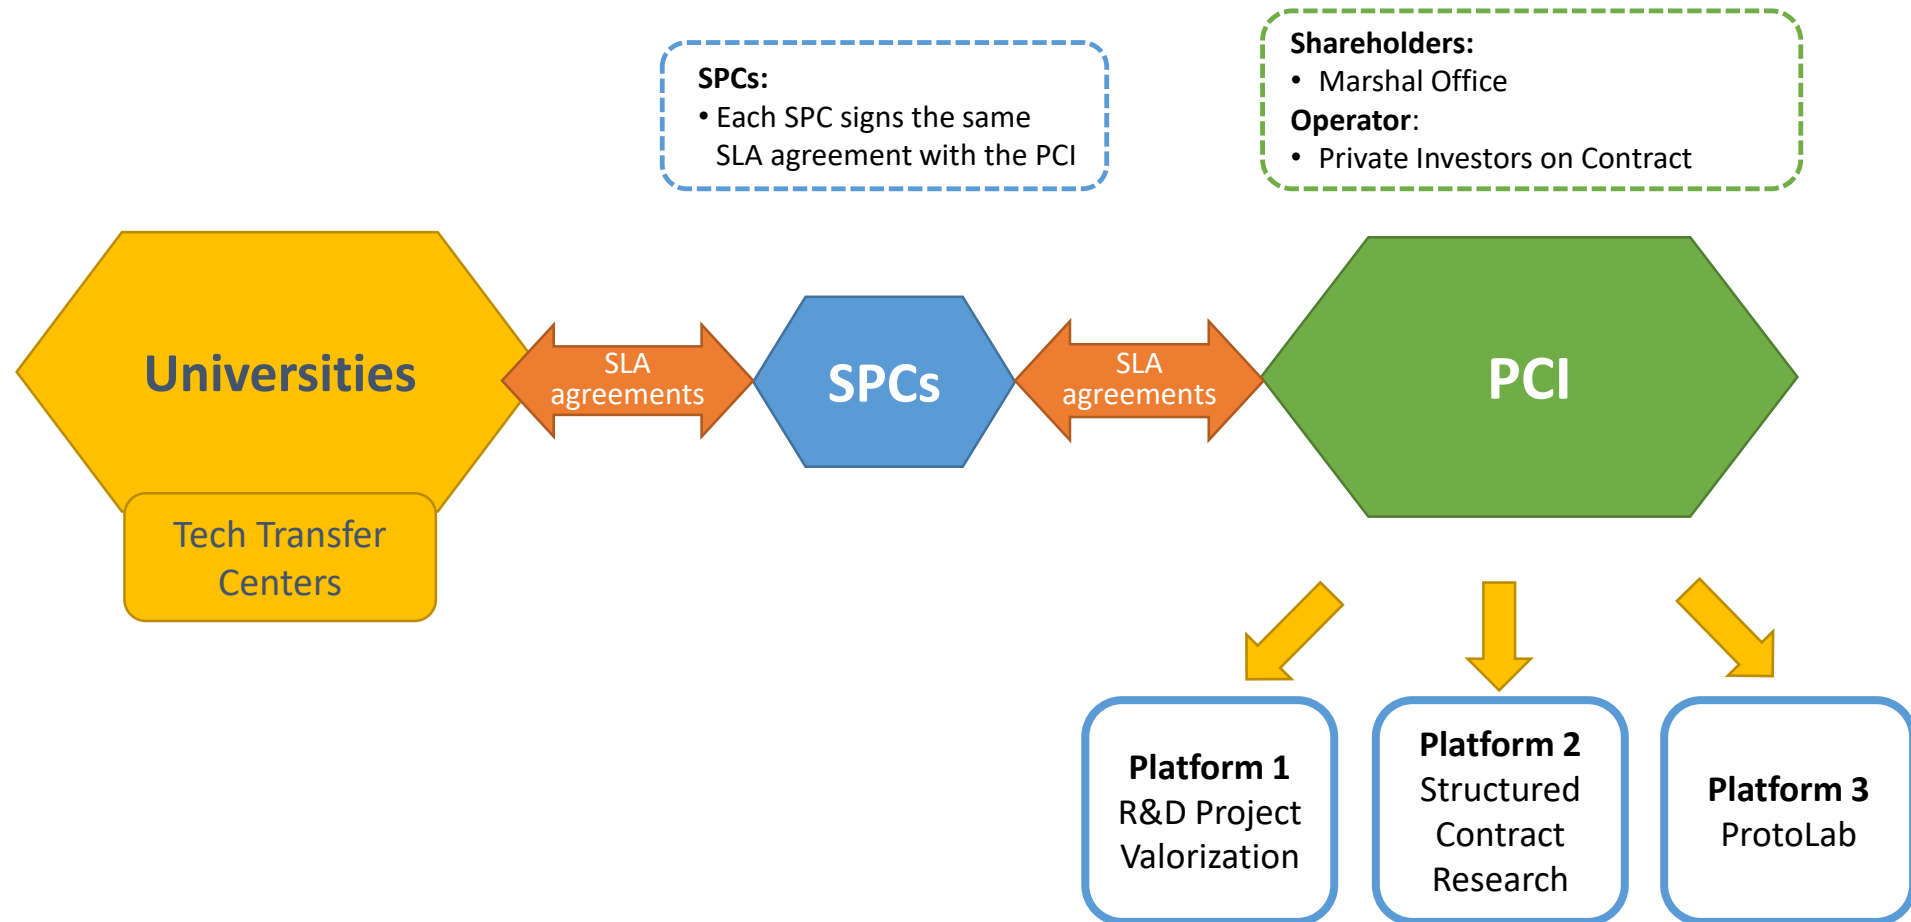 SPCs:
• Each SPC signs the same
SLA agreement with the PCI
Shareholders:
• Marshal Office
Operator:
• Private Investors on Contract
Universities
SLA
agreements
SPCs
SLA
agreements
PCI
Tech Transfer
Centers
Platform 1
R&D Project
Valorization
Platform 2
Structured
Contract
Research
Platform 3
ProtoLab